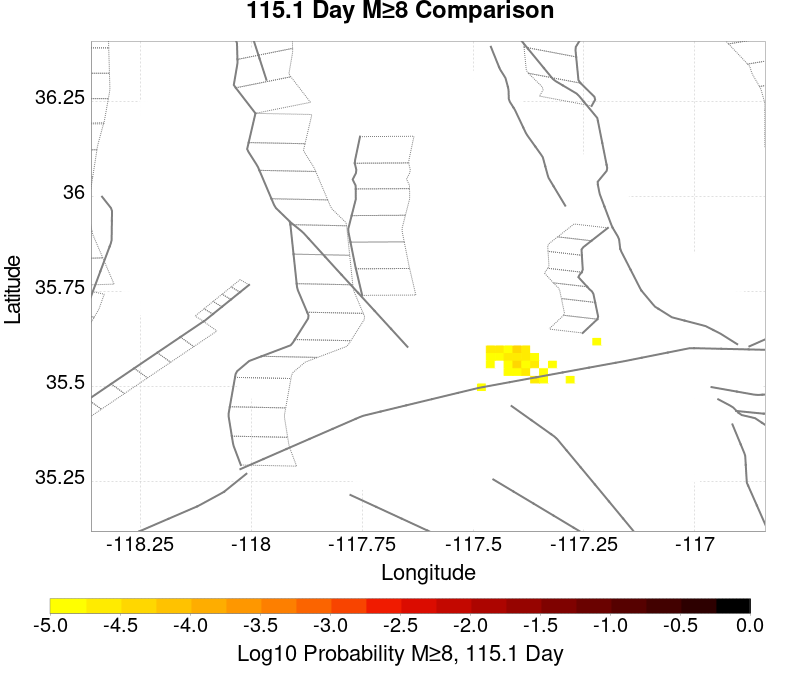 115.1 Day M≥8 Comparison
36.25
36
35.75
35.5
35.25
Latitude
-118.25 -118 -117.75 -117.5 -117.25 -117
Longitude
-5.0 -4.5 -4.0 -3.5 -3.0 -2.5 -2.0 -1.5 -1.0 -0.5 0.0
Log10 Probability M≥8, 115.1 Day